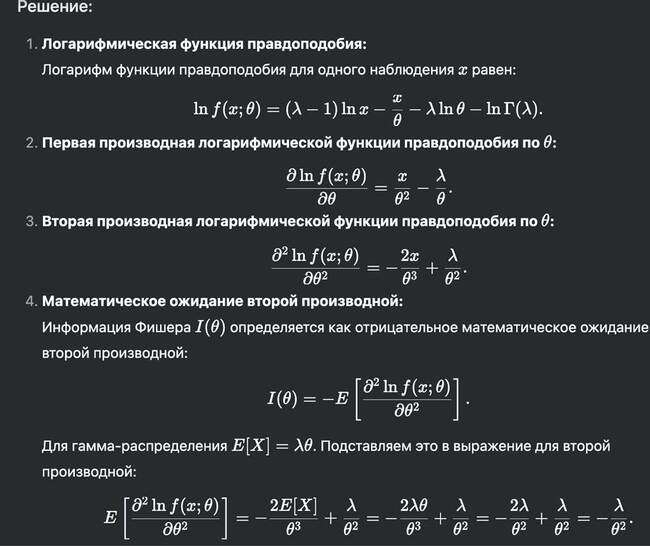 Решение:
1. Логарифмическая функция правдоподобия:
Логарифм функции правдоподобия для одного наблюдения x равен:
ln f(x; θ) = (λ − 1) ln x − x/θ − λ ln θ − ln Γ(λ).
2. Первая производная логарифмической функции правдоподобия по θ:
∂ ln f(x; θ)/∂θ = x/θ² − λ/θ.
3. Вторая производная логарифмической функции правдоподобия по θ:
∂² ln f(x; θ)/∂θ² = −2x/θ³ + λ/θ².
4. Математическое ожидание второй производной:
Информация Фишера I(θ) определяется как отрицательное математическое ожидание
второй производной:
I(θ) = −E [∂² ln f(x; θ)/∂θ²].
Для гамма-распределения E[X] = λθ. Подставляем это в выражение для второй
производной:
E [∂² ln f(x; θ)/∂θ²] = −2E[X]/θ³ + λ/θ² = −2λθ/θ³ + λ/θ² = −2λ/θ² + λ/θ² = −λ/θ².